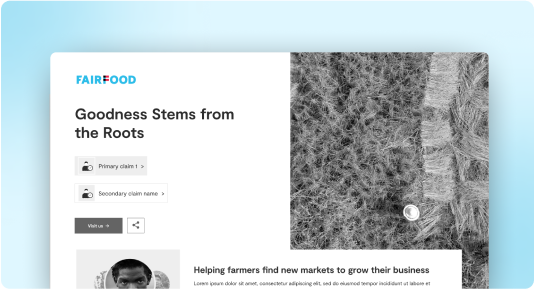 FAIRFOOD
Goodness Stems from
the Roots
Primary claim 1 >
Secondary claim name >
Visit us →
Helping farmers find new markets to grow their business
Lorem ipsum dolor sit amet, consectetur adipiscing elit, sed do eiusmod tempor incididunt ut labore et